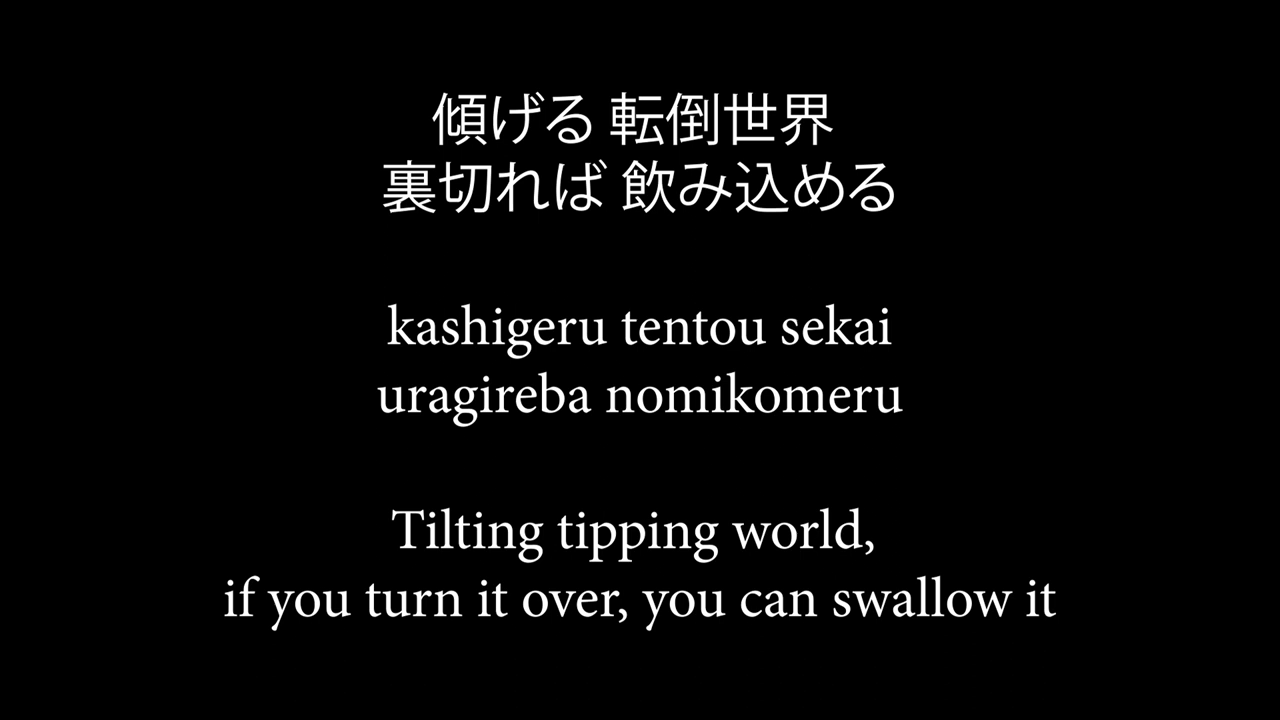 傾げる 転倒世界
裏切れば 飲み込める
kashigeru tentou sekai
uragireba nomikomeru
Tilting tipping world,
if you turn it over, you can swallow it